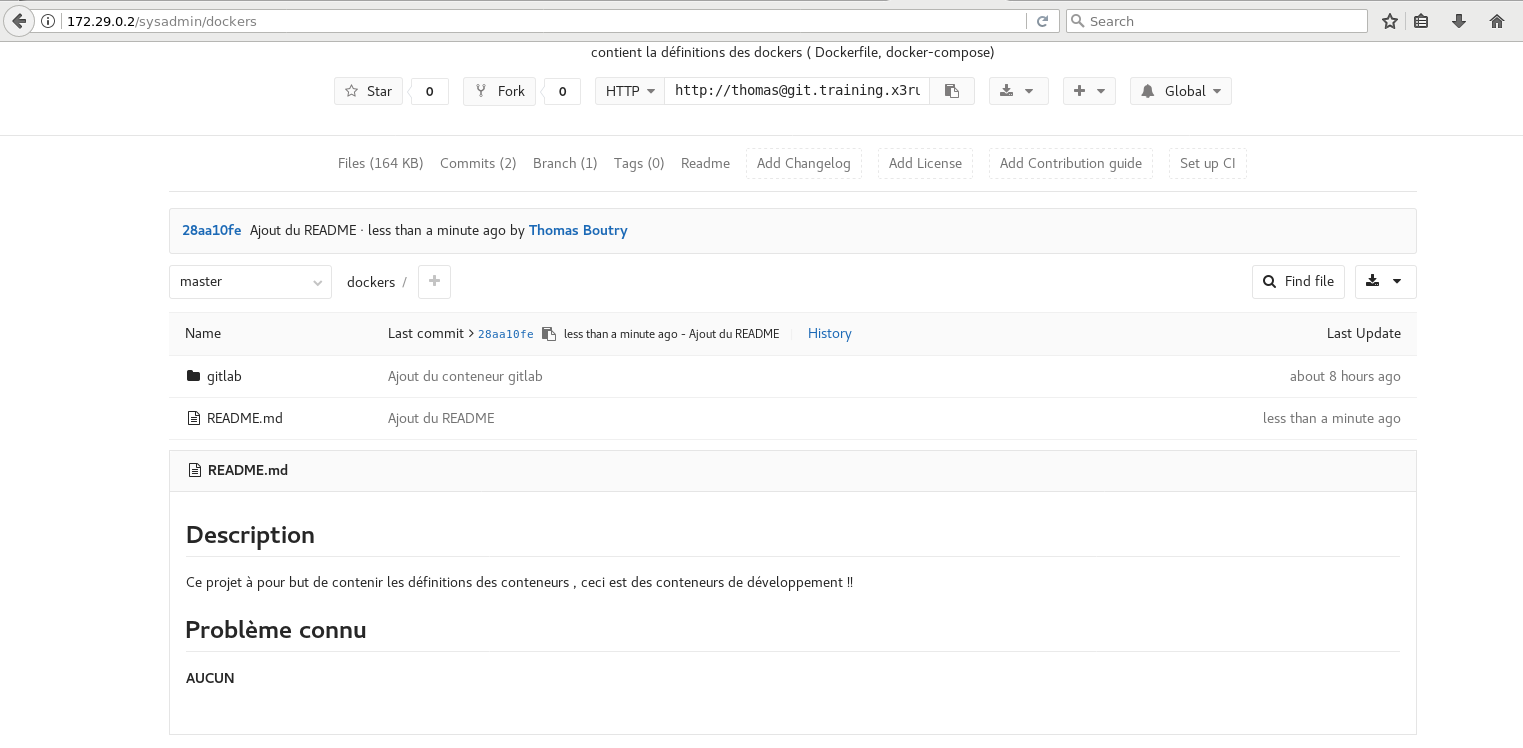 172.29.0.2/sysadmin/dockers Search
contient la définitions des dockers ( Dockerfile, docker-compose)
Star 0 Fork 0 HTTP http://thomas@git.training.x3ru Global
Files (164 KB) Commits (2) Branch (1) Tags (0) Readme Add Changelog Add License Add Contribution guide Set up CI
28aa10fe Ajout du README · less than a minute ago by Thomas Boutry
master dockers / + Find file
Name Last commit > 28aa10fe less than a minute ago - Ajout du README History Last Update
gitlab Ajout du conteneur gitlab about 8 hours ago
README.md Ajout du README less than a minute ago
README.md
Description
Ce projet à pour but de contenir les définitions des conteneurs , ceci est des conteneurs de développement !!
Problème connu
AUCUN